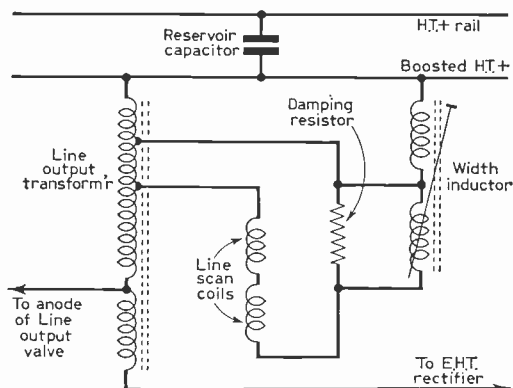 H.T.+ rail
Reservoir
capacitor
Boosted H.T.+
Damping
resistor
Line
output
transform'r
Width
inductor
Line
scan
coils
To anode
of Line
output
valve
To E.H.T.
rectifier